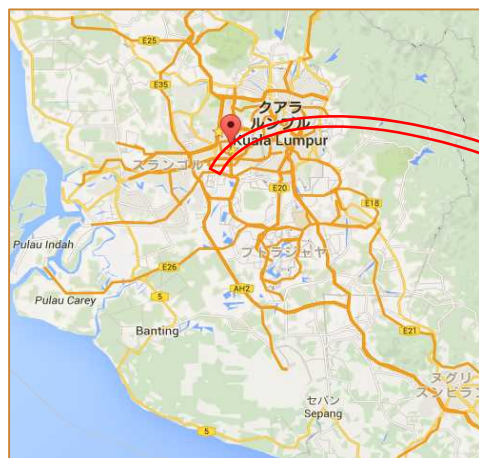 E25
E35
クアラ
ルンプル
Kuala Lumpur
スランゴル
E20
E18
Pulau Indah
プトラジャヤ
E26
AH2
Pulau Carey
5
Banting
E21
ヌグリ
スンビラン
セパン
Sepang
5